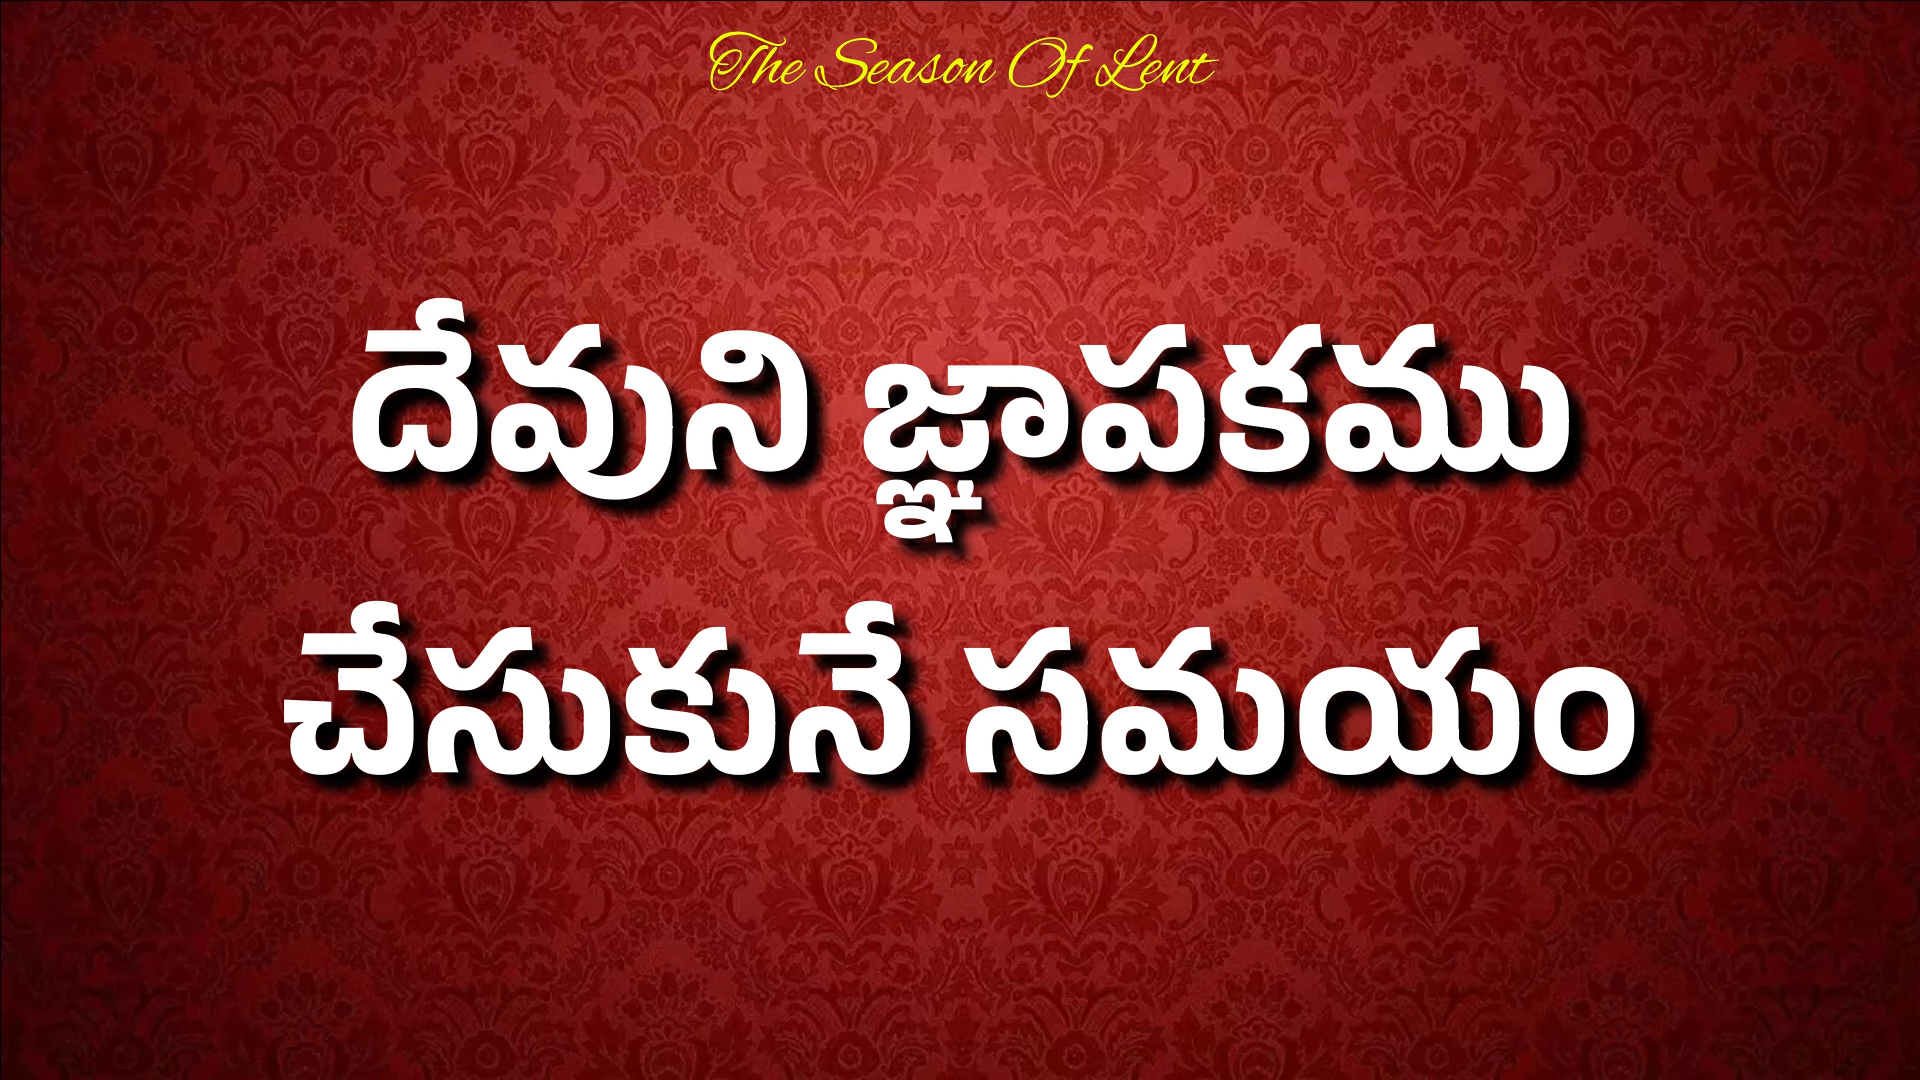 The Season Of Lent
దేవుని జ్ఞాపకము
చేసుకునే సమయం